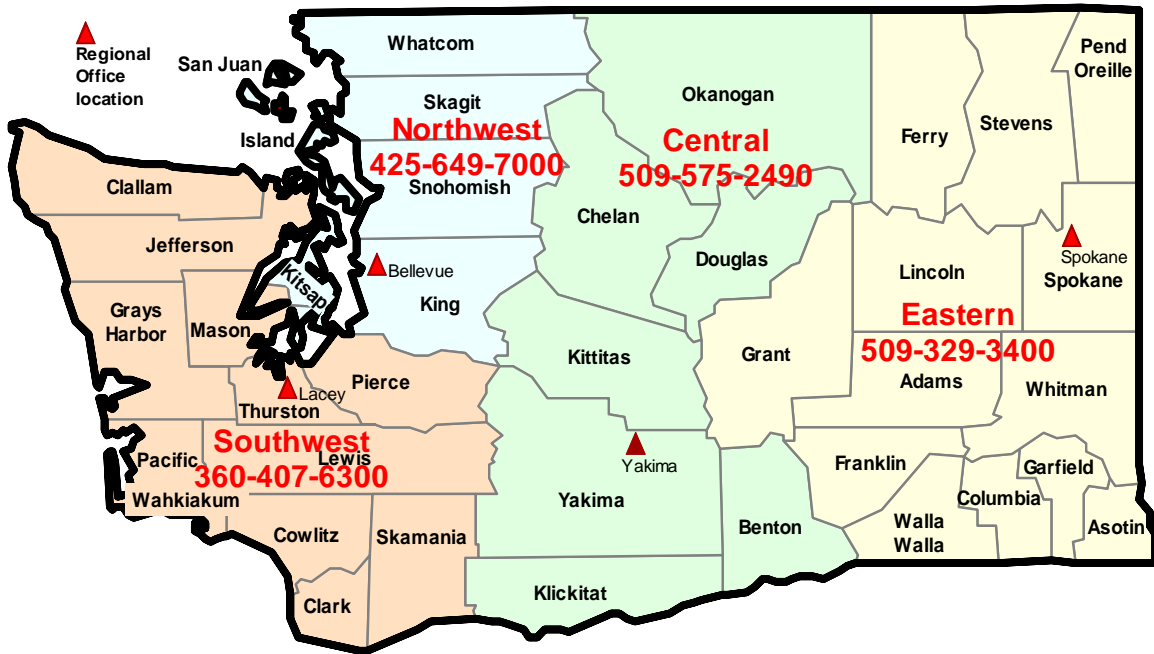 Regional
Office
location
San Juan
Island
Whatcom
Skagit
Northwest
425-649-7000
Snohomish
Okanogan
Central
509-575-2490
Chelan
Douglas
Ferry
Stevens
Pend
Oreille
Clallam
Jefferson
Kitsap
Bellevue
King
Lincoln
Spokane
Spokane
Eastern
509-329-3400
Grays
Harbor
Mason
Kittitas
Grant
Adams
Whitman
Pierce
Lacey
Thurston
Southwest
360-407-6300
Lewis
Pacific
Wahkiakum
Yakima
Yakima
Franklin
Garfield
Columbia
Benton
Walla
Walla
Asotin
Cowlitz
Skamania
Clark
Klickitat